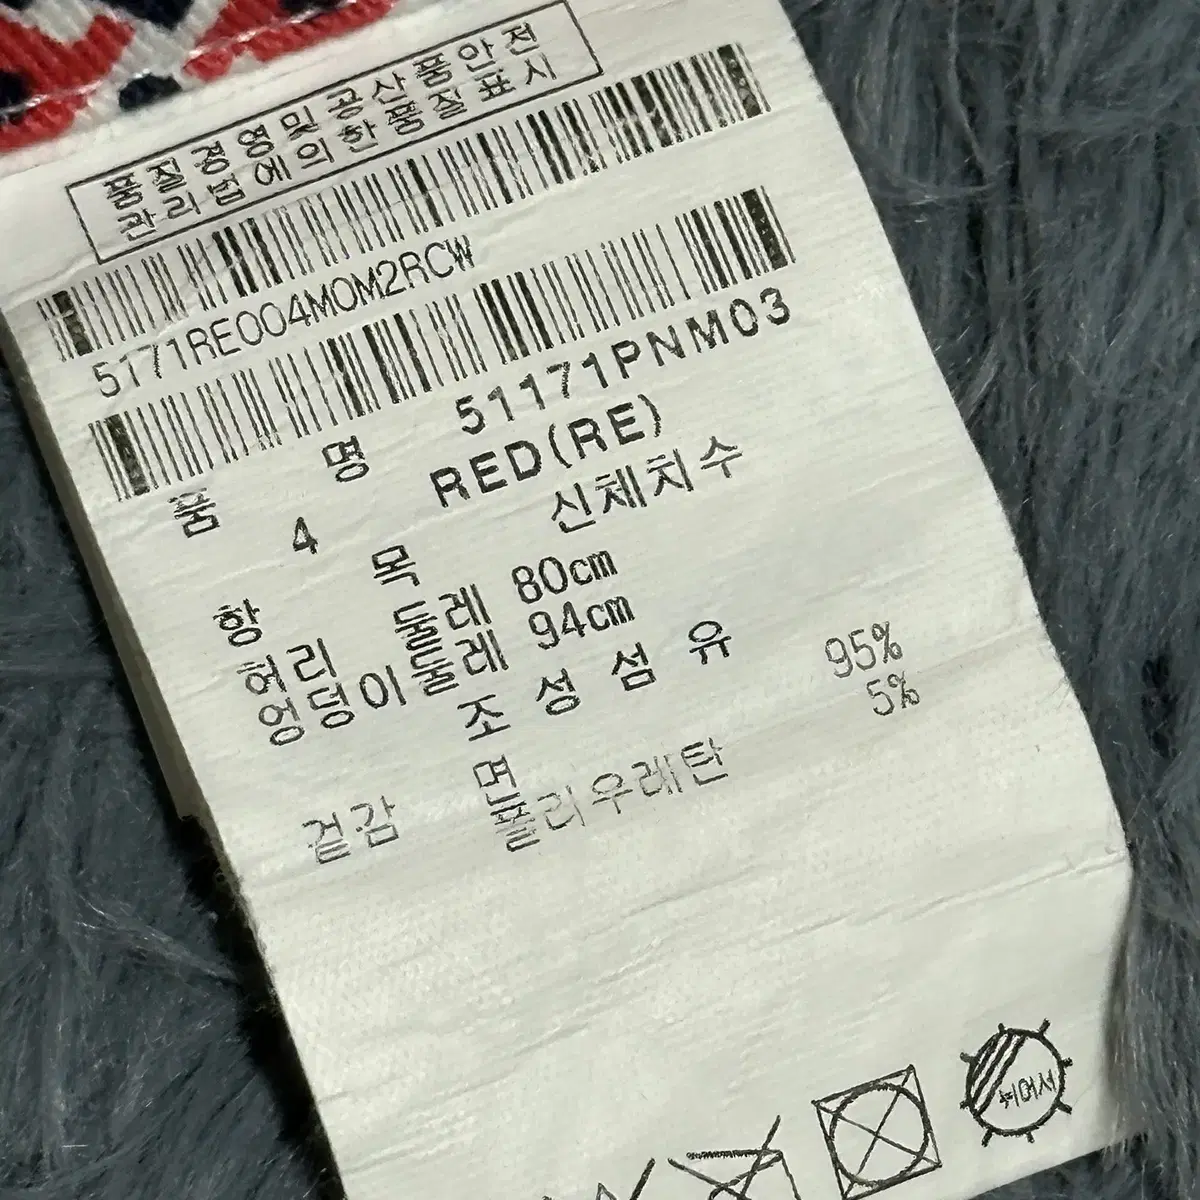 품질경영및공산품안전
관리법에의한품질표시
5171RE004M0M2RCW
품 명 51171PNM03
4 RED(RE)
항 목 신체치수
허리 둘레 80cm
엉덩이 둘레 94cm
조성섬유
겉감 면 95%
폴리우레탄 5%
뉘어서